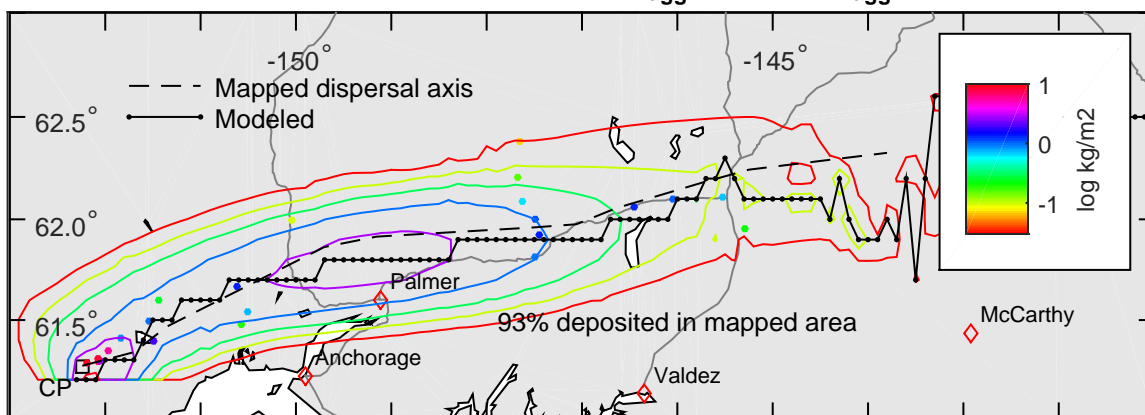 -150°
-145°
Mapped dispersal axis
Modeled
62.5°
62.0°
61.5°
1
0
-1
log kg/m2
Palmer
93% deposited in mapped area
McCarthy
Anchorage
CP
Valdez